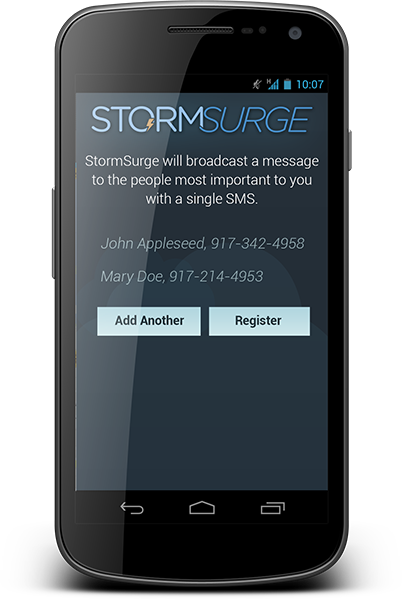 H 10:07
STORMSURGE
StormSurge will broadcast a message
to the people most important to you
with a single SMS.
John Appleseed, 917-342-4958
Mary Doe, 917-214-4953
Add Another Register